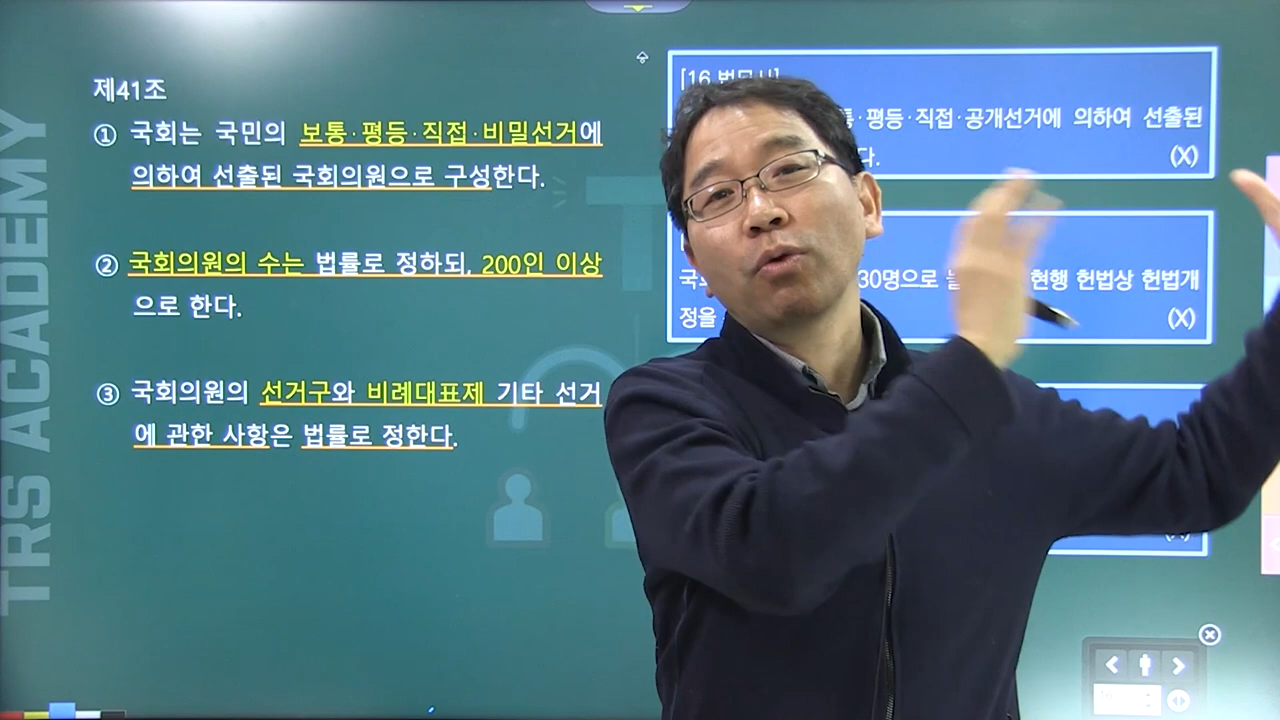 TRS ACADEMY
제41조
① 국회는 국민의 보통·평등·직접·비밀선거에
의하여 선출된 국회의원으로 구성한다.
② 국회의원의 수는 법률로 정하되, 200인 이상
으로 한다.
③ 국회의원의 선거구와 비례대표제 기타 선거
에 관한 사항은 법률로 정한다.
[16
·평등·직접·공개선거에 의하여 선출된
다. (X)
30명으로 현행 헌법상 헌법개
정을 (X)
(X)